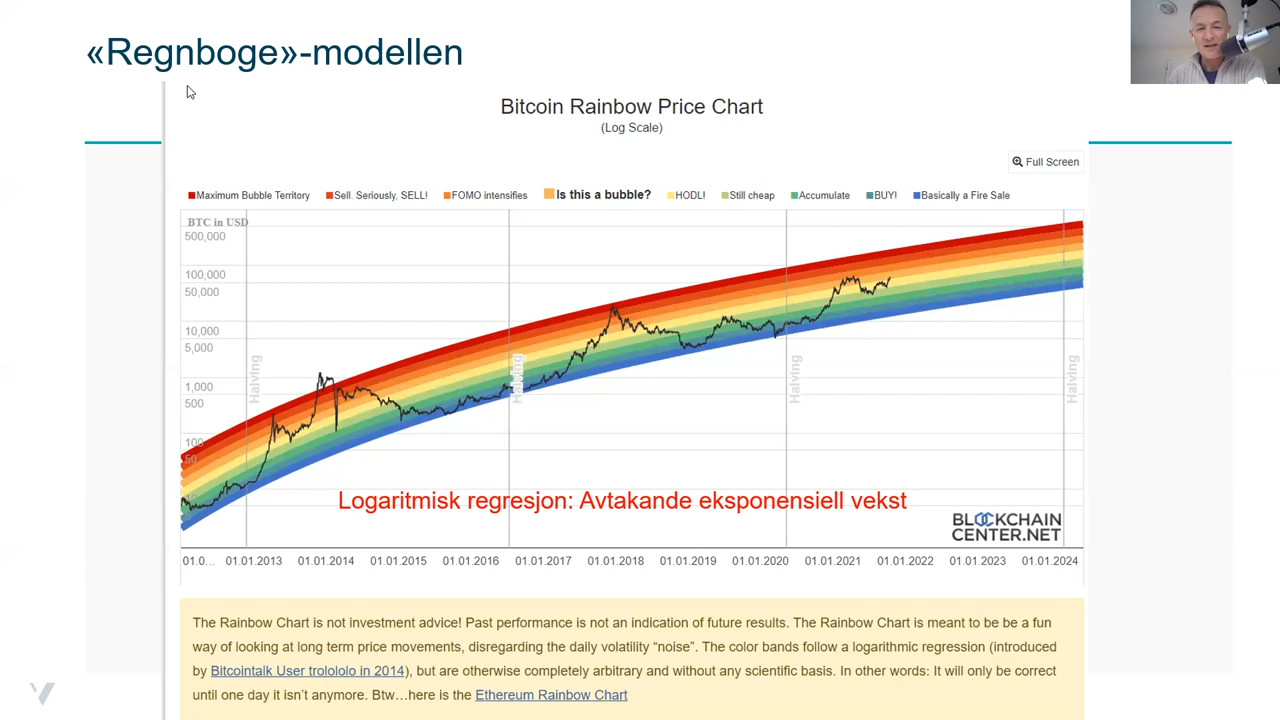 «Regnboge»-modellen
Bitcoin Rainbow Price Chart
(Log Scale)
Full Screen
Maximum Bubble Territory Sell. Seriously, SELL! FOMO intensifies Is this a bubble? HODL! Still cheap Accumulate BUY! Basically a Fire Sale
BTC in USD
500,000
100,000
50,000
10,000
5,000
1,000
500
100
50
10
Halving Halving Halving Halving
Logaritmisk regresjon: Avtakande eksponensiell vekst
BLOCKCHAIN
CENTER.NET
01.0... 01.01.2013 01.01.2014 01.01.2015 01.01.2016 01.01.2017 01.01.2018 01.01.2019 01.01.2020 01.01.2021 01.01.2022 01.01.2023 01.01.2024
The Rainbow Chart is not investment advice! Past performance is not an indication of future results. The Rainbow Chart is meant to be be a fun
way of looking at long term price movements, disregarding the daily volatility “noise”. The color bands follow a logarithmic regression (introduced
by Bitcointalk User trolololo in 2014), but are otherwise completely arbitrary and without any scientific basis. In other words: It will only be correct
until one day it isn’t anymore. Btw…here is the Ethereum Rainbow Chart